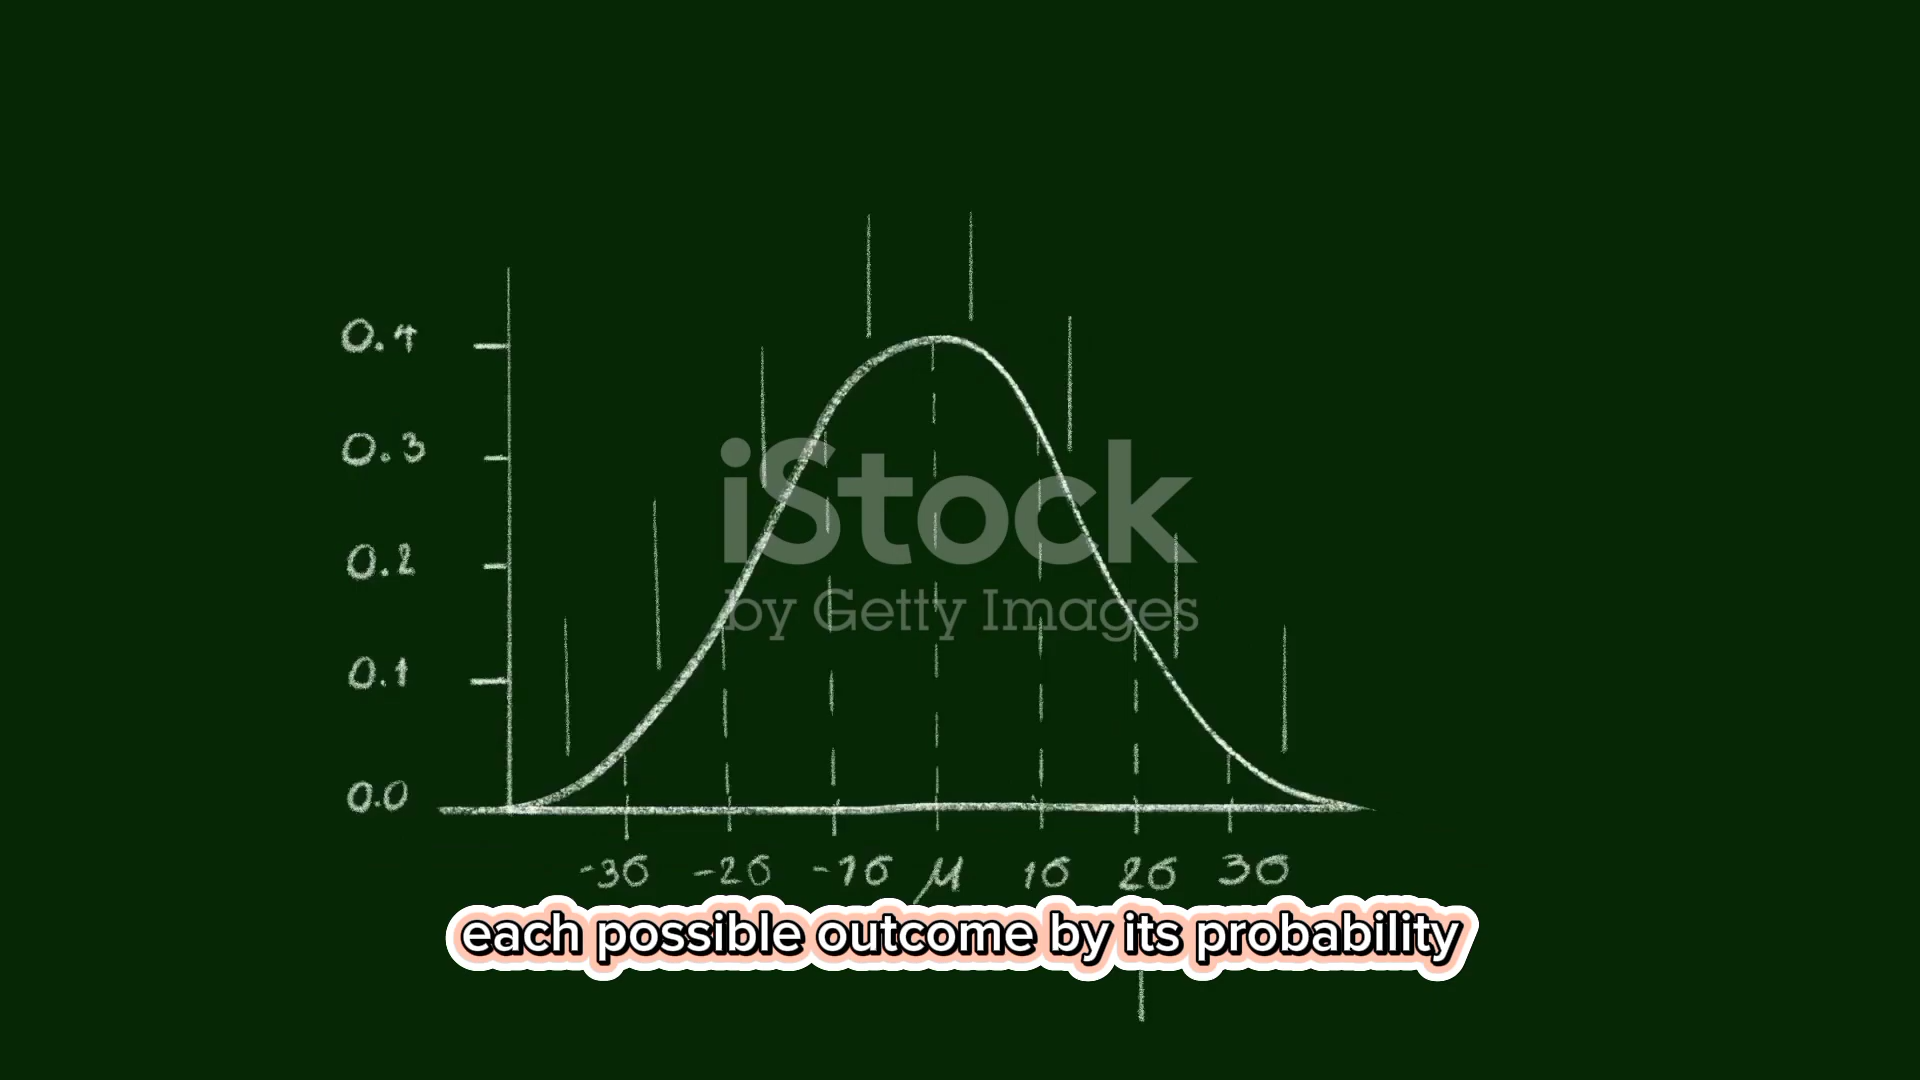 0.4
0.3
0.2
0.1
0.0
iStock
by Getty Images
-3σ -2σ -1σ μ 1σ 2σ 3σ
each possible outcome by its probability